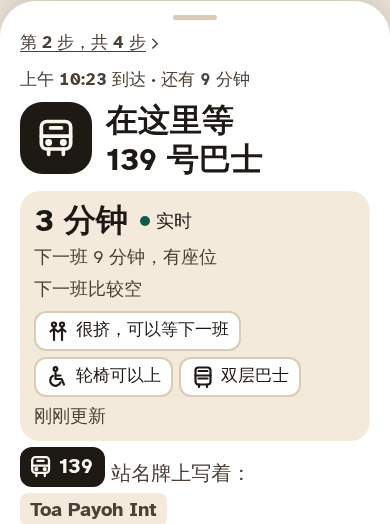 第 2 步，共 4 步
上午 10:23 到达 · 还有 9 分钟
在这里等
139 号巴士
3 分钟 实时
下一班 9 分钟，有座位
下一班比较空
很挤，可以等下一班
轮椅可以上 双层巴士
刚刚更新
139 站名牌上写着：
Toa Payoh Int